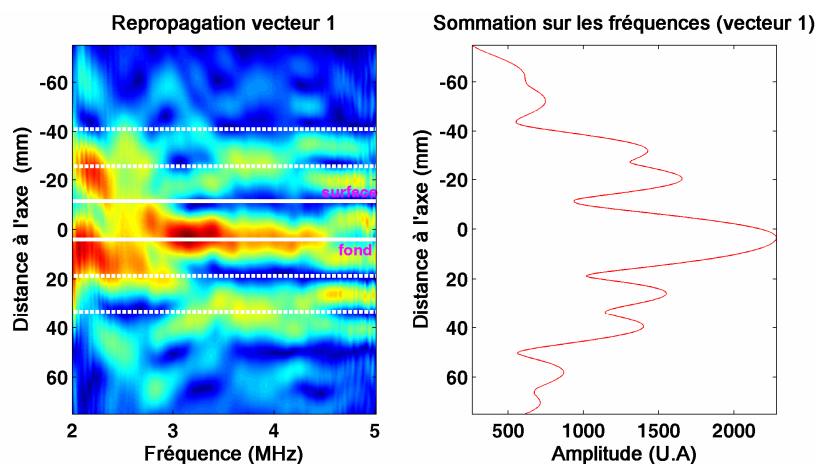 Repropagation vecteur 1
Distance à l'axe (mm)
-60
-40
-20
0
20
40
60
surface
fond
2
3
4
5
Fréquence (MHz)
Sommation sur les fréquences (vecteur 1)
Distance à l'axe (mm)
-60
-40
-20
0
20
40
60
500
1000
1500
2000
Amplitude (U.A)